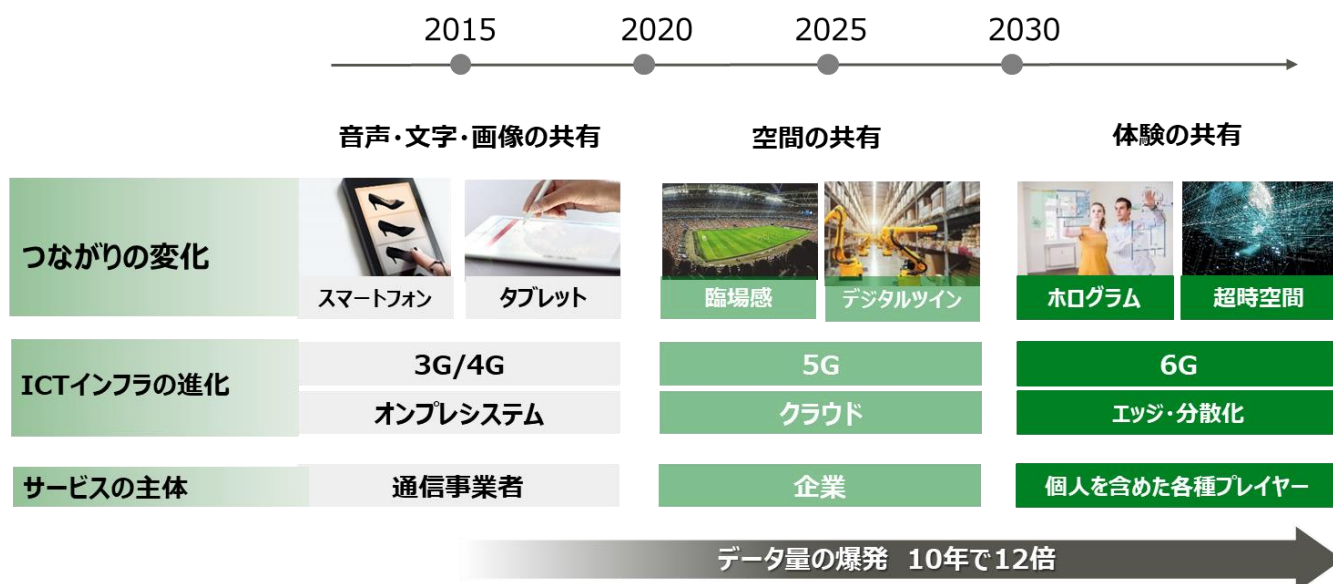 2015 2020 2025 2030
音声・文字・画像の共有 空間の共有 体験の共有
つながりの変化
スマートフォン タブレット 臨場感 デジタルツイン ホログラム 超時空間
ICTインフラの進化
3G/4G 5G 6G
オンプレシステム クラウド エッジ・分散化
サービスの主体 通信事業者 企業 個人を含めた各種プレイヤー
データ量の爆発 10年で12倍